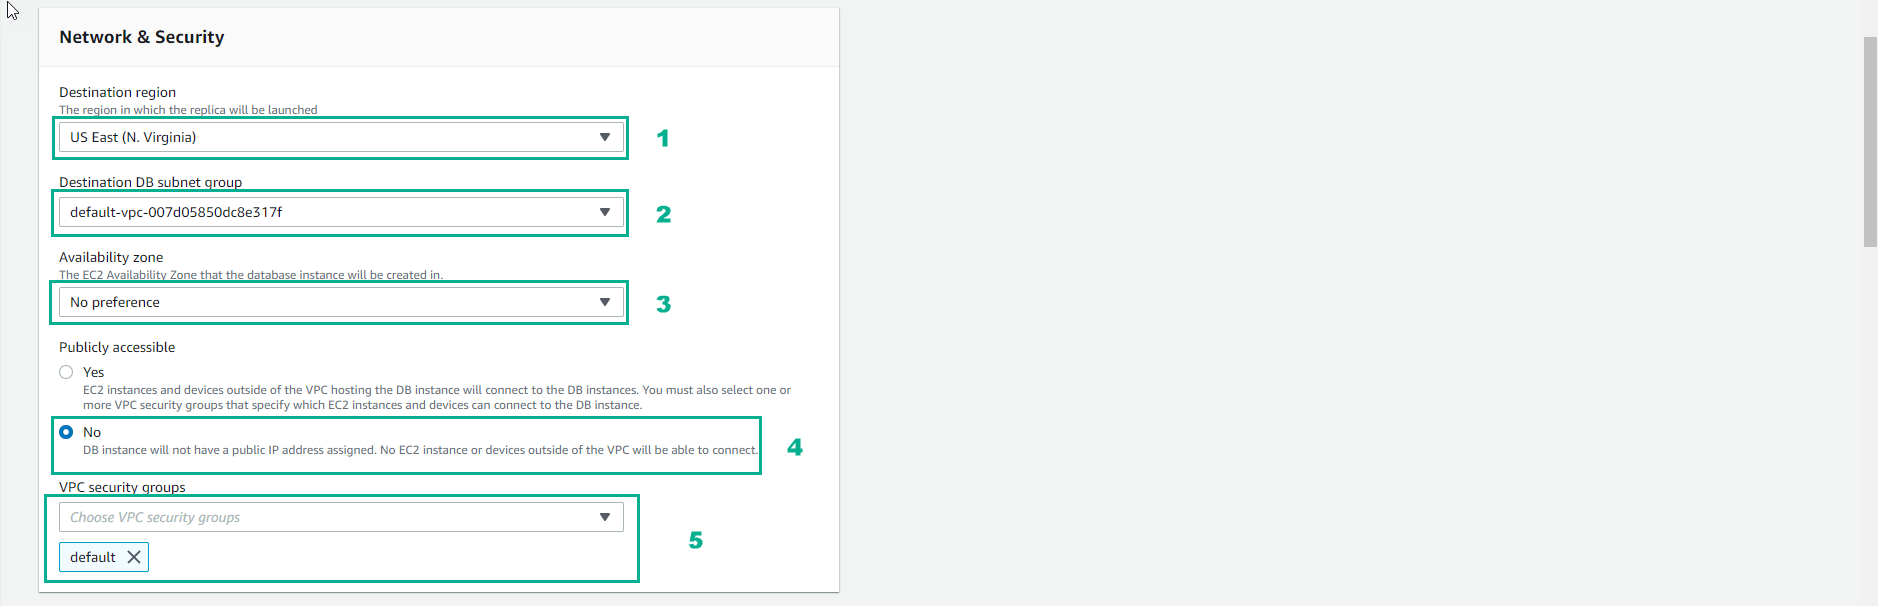 Network & Security
Destination region
The region in which the replica will be launched
US East (N. Virginia)
1
Destination DB subnet group
default-vpc-007d05850dc8e317f
2
Availability zone
The EC2 Availability Zone that the database instance will be created in.
No preference
3
Publicly accessible
Yes
EC2 instances and devices outside of the VPC hosting the DB instance will connect to the DB instances. You must also select one or
more VPC security groups that specify which EC2 instances and devices can connect to the DB instance.
No
DB instance will not have a public IP address assigned. No EC2 instance or devices outside of the VPC will be able to connect.
4
VPC security groups
Choose VPC security groups
5
default